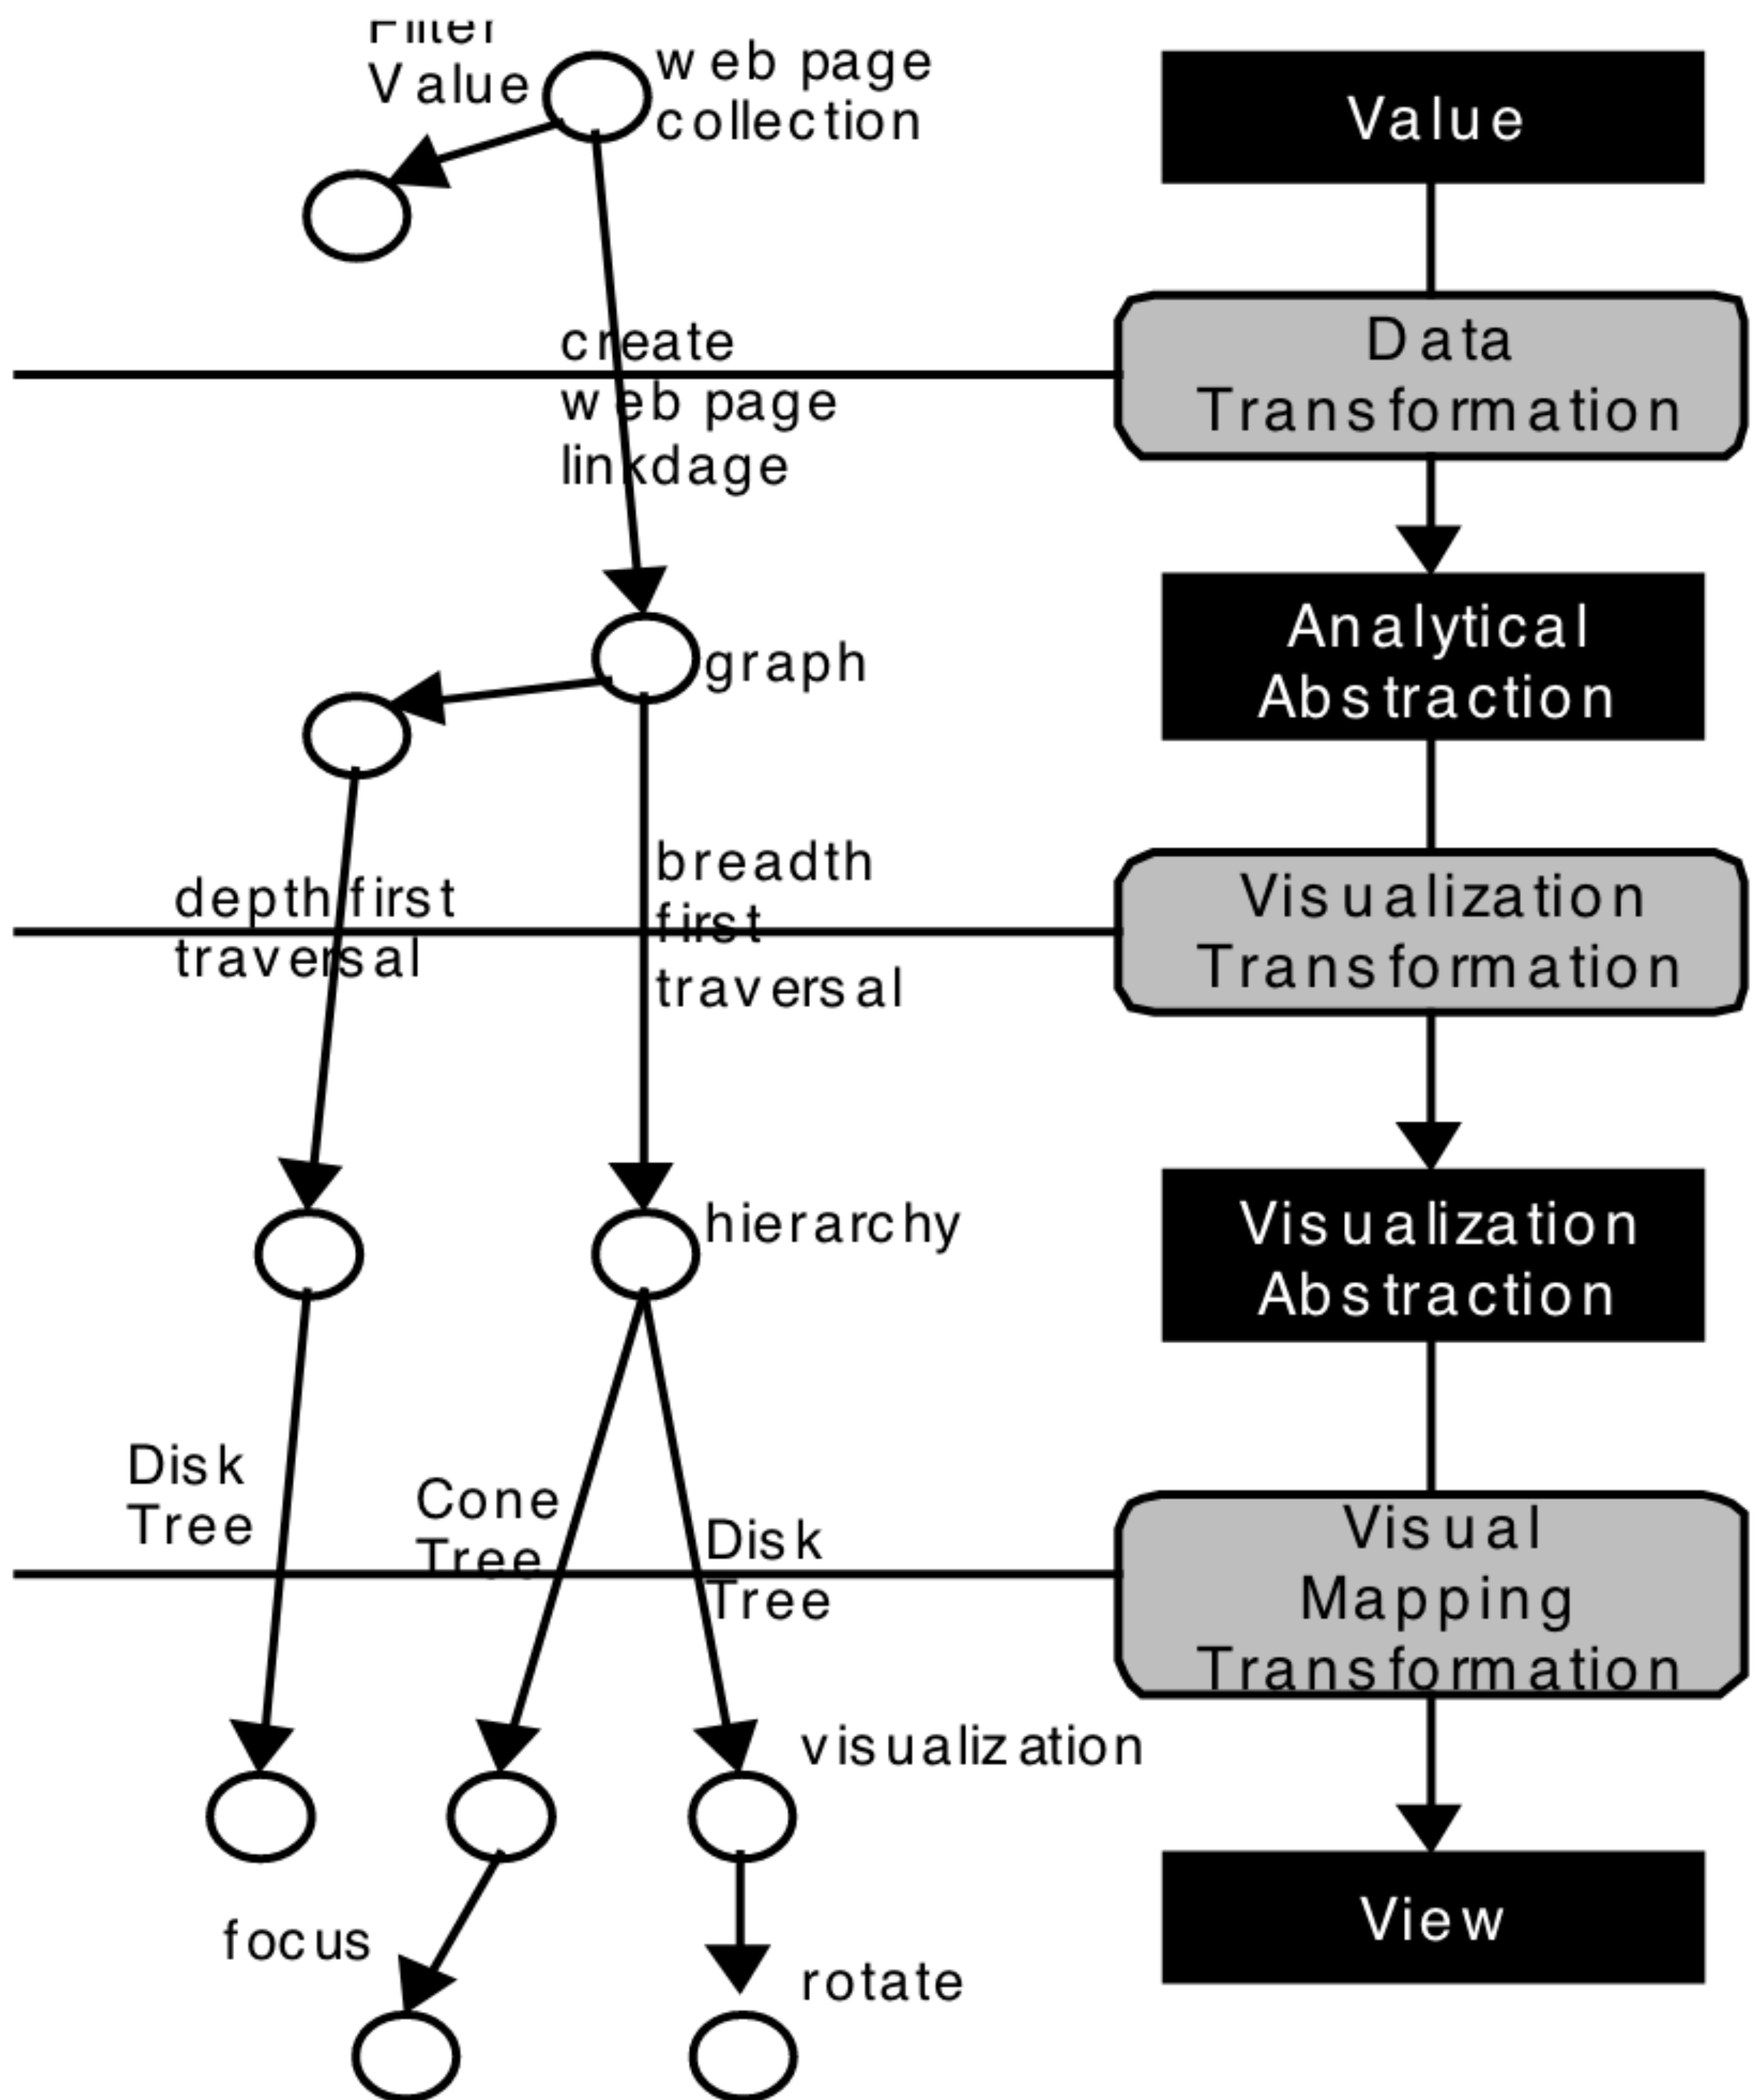 Filter
Value
web page
collection
Value
create
web page
linkdage
Data
Transformation
graph
Analytical
Abstraction
depth first
traversal
breadth
first
traversal
Visualization
Transformation
hierarchy
Visualization
Abstraction
Disk
Tree
Cone
Tree
Disk
Tree
Visual
Mapping
Transformation
visualization
focus
rotate
View